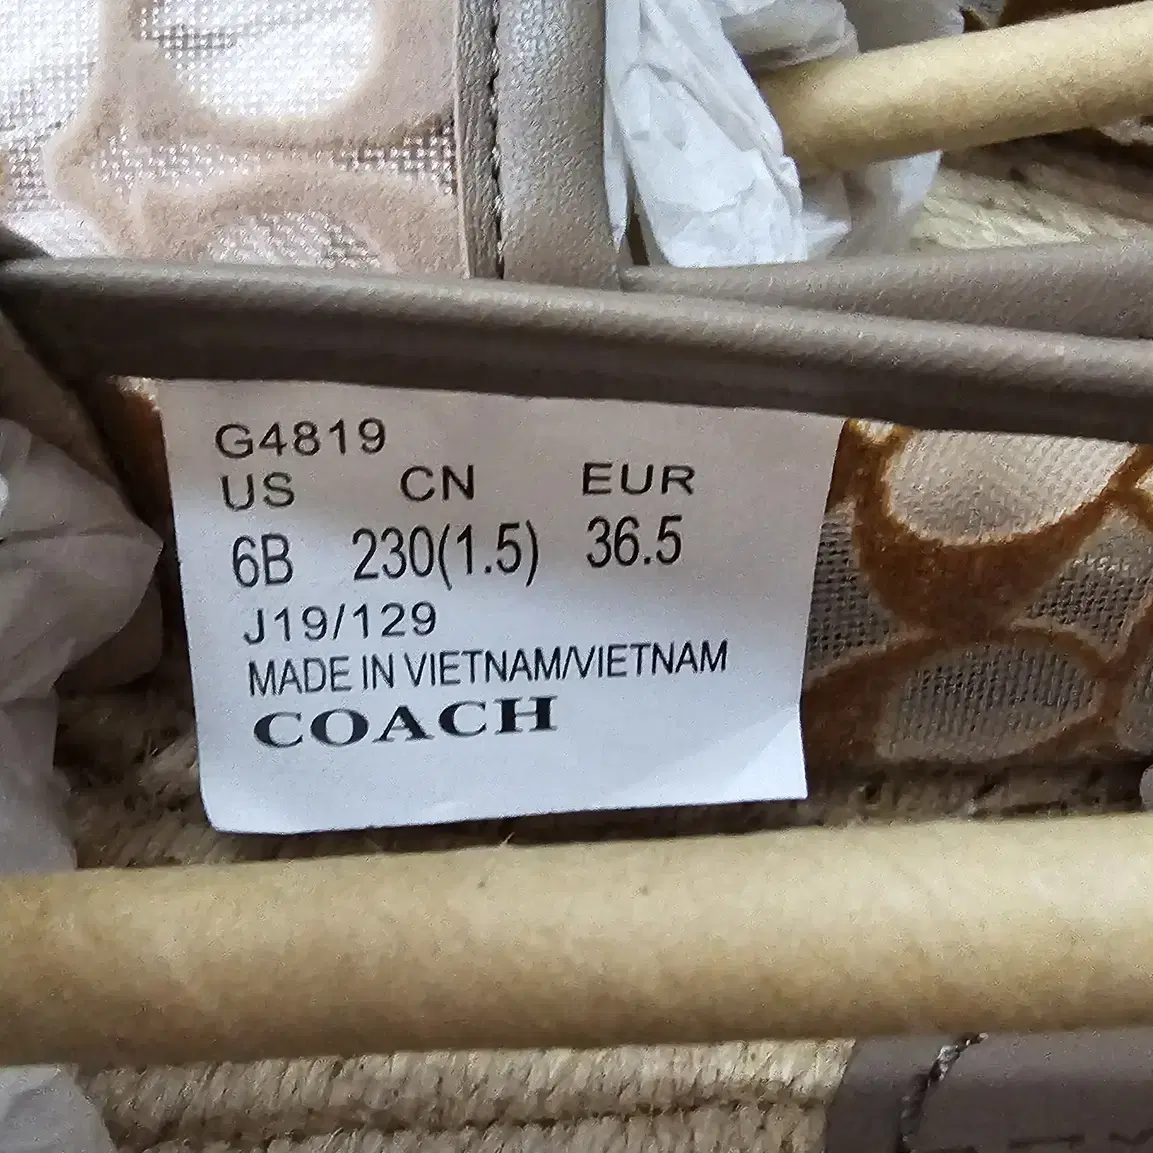 G4819
US CN EUR
6B 230(1.5) 36.5
J19/129
MADE IN VIETNAM/VIETNAM
COACH